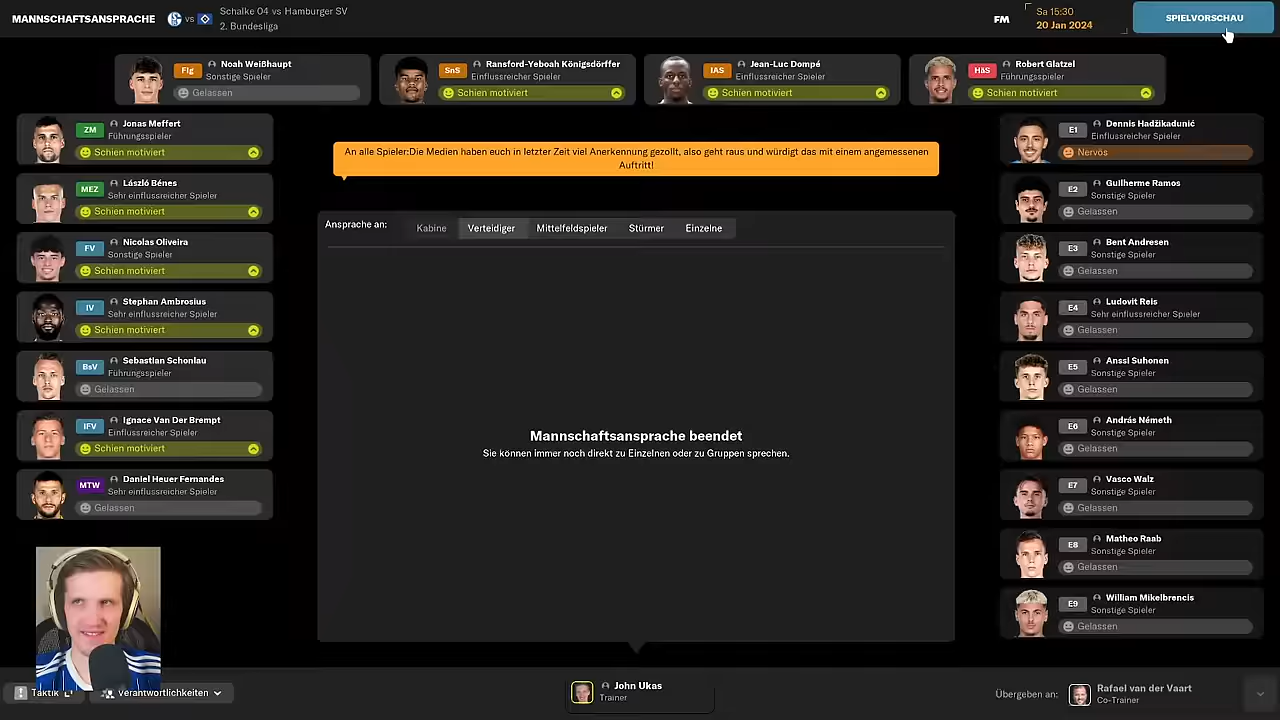 MANNSCHAFTSANSPRACHE
vs
Schalke 04 vs Hamburger SV
2. Bundesliga
FM
Sa 15:30
20 Jan 2024
SPIELVORSCHAU
Flg
Noah Weißhaupt
Sonstige Spieler
Gelassen
SnS
Ransford-Yeboah Königsdörffer
Einflussreicher Spieler
Schien motiviert
IAS
Jean-Luc Dompé
Einflussreicher Spieler
Schien motiviert
H&S
Robert Glatzel
Führungsspieler
Schien motiviert
ZM
Jonas Meffert
Führungsspieler
Schien motiviert
MEZ
László Bénes
Sehr einflussreicher Spieler
Schien motiviert
FV
Nicolas Oliveira
Sonstige Spieler
Schien motiviert
IV
Stephan Ambrosius
Sehr einflussreicher Spieler
Schien motiviert
BsV
Sebastian Schonlau
Führungsspieler
Gelassen
IFV
Ignace Van Der Brempt
Einflussreicher Spieler
Schien motiviert
MTW
Daniel Heuer Fernandes
Sehr einflussreicher Spieler
Gelassen
An alle Spieler:Die Medien haben euch in letzter Zeit viel Anerkennung gezollt, also geht raus und würdigt das mit einem angemessenen
Auftritt!
Ansprache an:
Kabine
Verteidiger
Mittelfeldspieler
Stürmer
Einzelne
Mannschaftsansprache beendet
Sie können immer noch direkt zu Einzelnen oder zu Gruppen sprechen.
E1
Dennis Hadžikadunić
Einflussreicher Spieler
Nervös
E2
Guilherme Ramos
Sonstige Spieler
Gelassen
E3
Bent Andresen
Sonstige Spieler
Gelassen
E4
Ludovit Reis
Sehr einflussreicher Spieler
Gelassen
E5
Anssi Suhonen
Sonstige Spieler
Gelassen
E6
András Németh
Sonstige Spieler
Gelassen
E7
Vasco Walz
Sonstige Spieler
Gelassen
E8
Matheo Raab
Sonstige Spieler
Gelassen
E9
William Mikelbrencis
Sonstige Spieler
Gelassen
Taktik
Verantwortlichkeiten
John Ukas
Trainer
Übergeben an:
Rafael van der Vaart
Co-Trainer